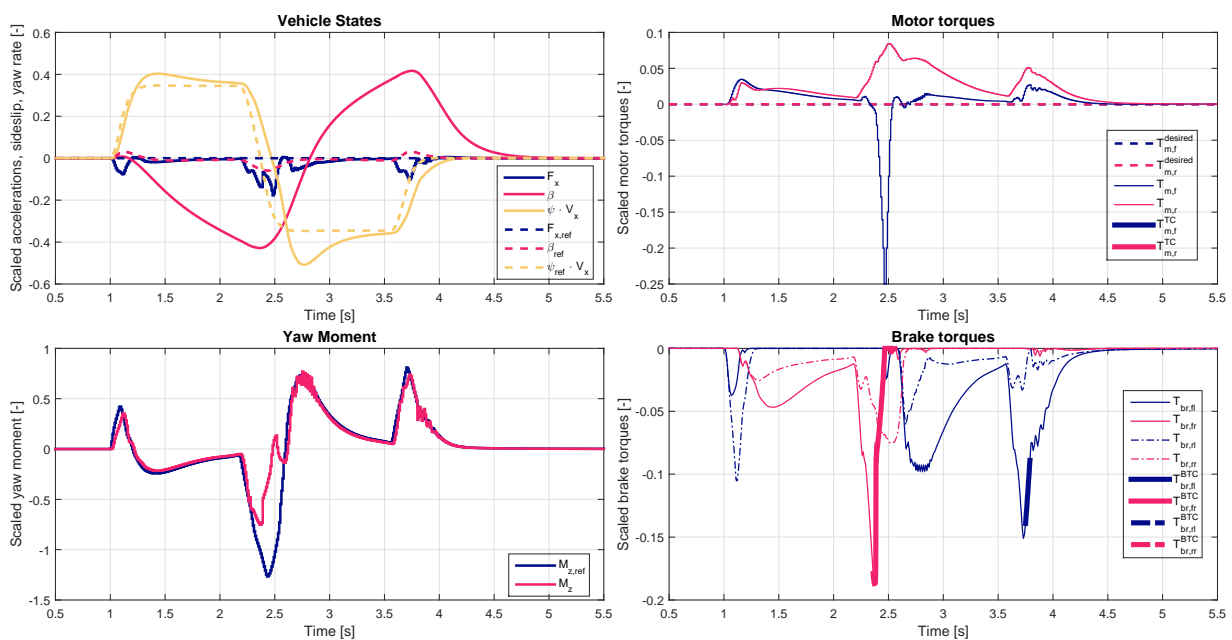 Vehicle States
Scaled accelerations, sideslip, yaw rate [-]
0.6
0.4
0.2
0
-0.2
-0.4
-0.6
0.5 1 1.5 2 2.5 3 3.5 4 4.5 5 5.5
Time [s]
F_x
β
ψ̇ · V_x
F_x,ref
β_ref
ψ̇_ref · V_x
Motor torques
Scaled motor torques [-]
0.1
0.05
0
-0.05
-0.1
-0.15
-0.2
-0.25
0.5 1 1.5 2 2.5 3 3.5 4 4.5 5 5.5
Time [s]
T_m,f^desired
T_m,r^desired
T_m,f
T_m,r
T_m,f^TC
T_m,r^TC
Yaw Moment
Scaled yaw moment [-]
1
0.5
0
-0.5
-1
-1.5
0.5 1 1.5 2 2.5 3 3.5 4 4.5 5 5.5
Time [s]
M_z,ref
M_z
Brake torques
Scaled brake torques [-]
0
-0.05
-0.1
-0.15
-0.2
0.5 1 1.5 2 2.5 3 3.5 4 4.5 5 5.5
Time [s]
T_br,fl
T_br,fr
T_br,rl
T_br,rr
T_br,fl^BTC
T_br,fr^BTC
T_br,rl^BTC
T_br,rr^BTC